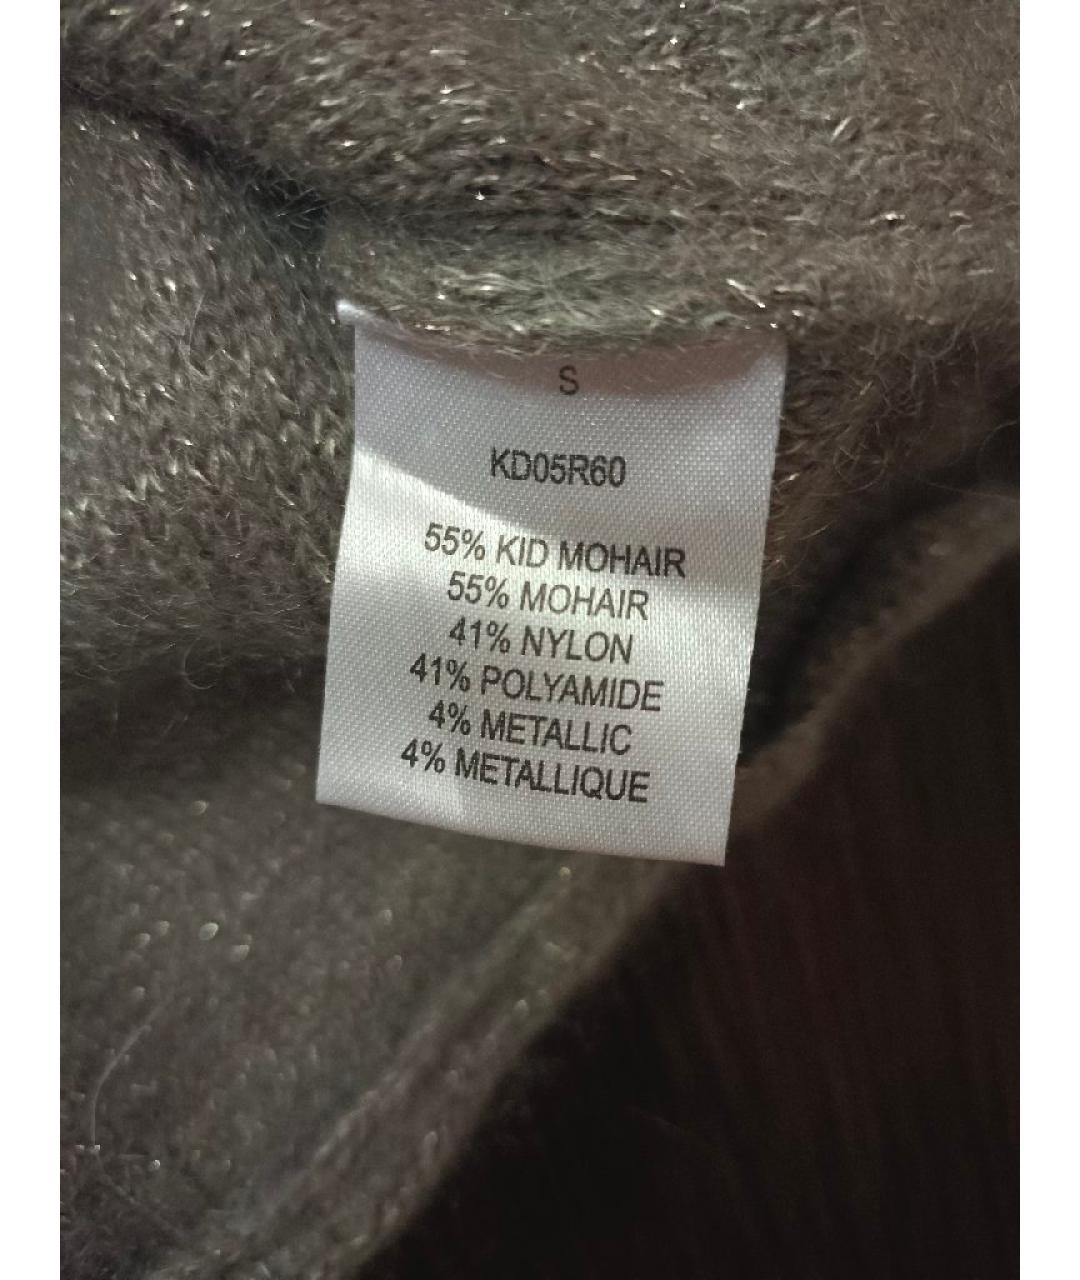 S
KD05R60
55% KID MOHAIR
55% MOHAIR
41% NYLON
41% POLYAMIDE
4% METALLIC
4% METALLIQUE